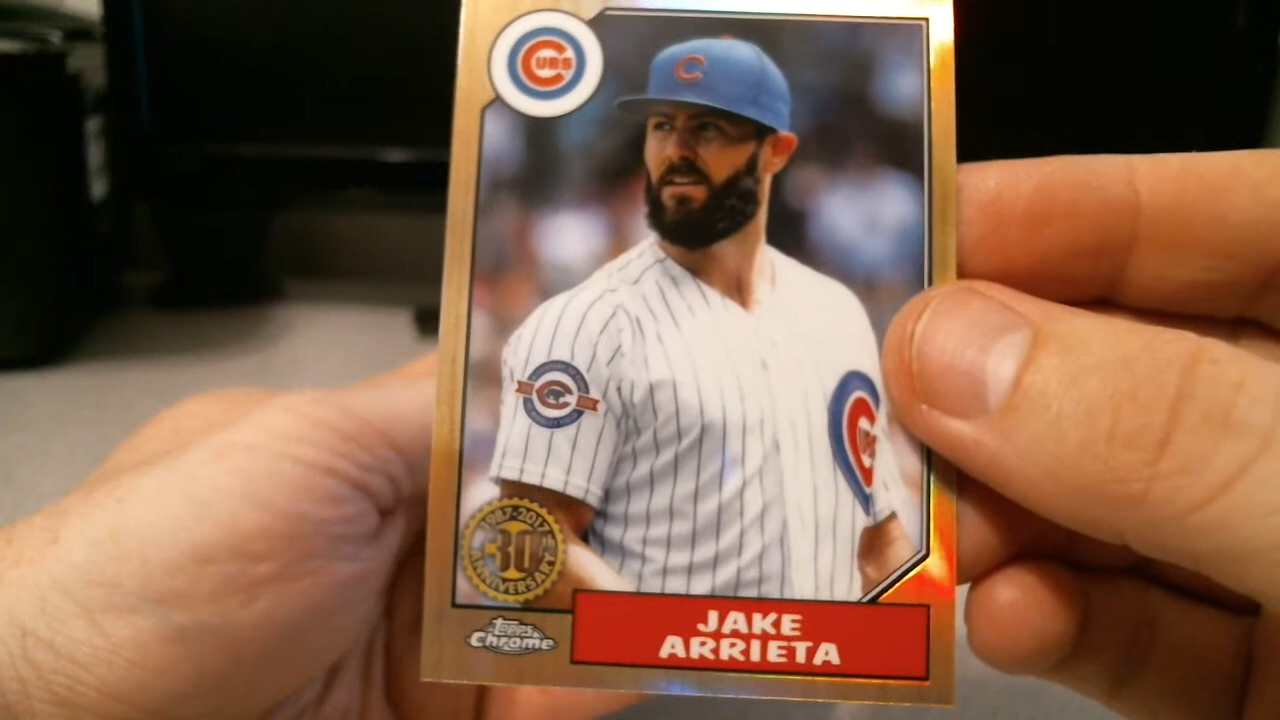 CUBS
C
1987-2017
30th
ANNIVERSARY
Topps
Chrome
JAKE
ARRIETA